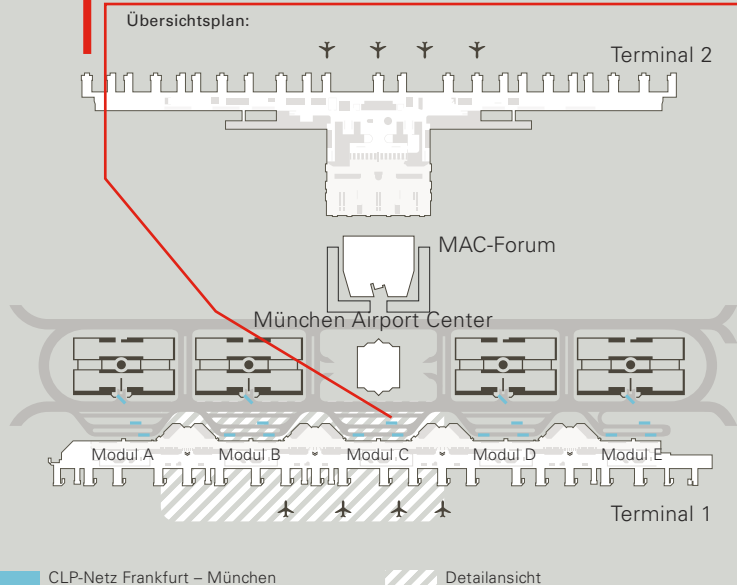 Übersichtsplan:
Terminal 2
MAC-Forum
München Airport Center
Modul A Modul B Modul C Modul D Modul E
Terminal 1
CLP-Netz Frankfurt – München Detailansicht